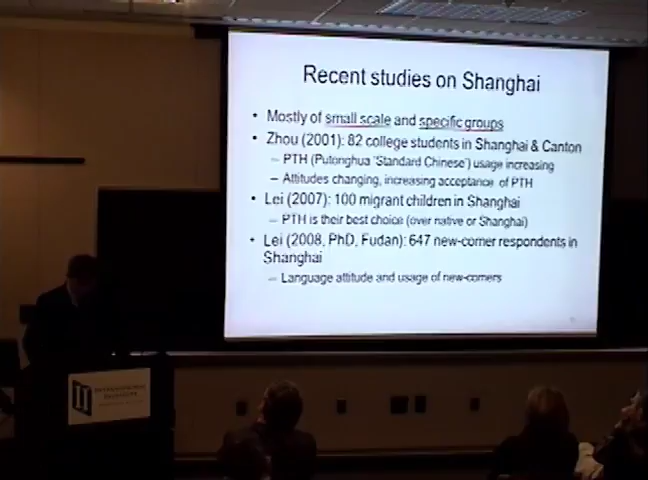 Recent studies on Shanghai
• Mostly of small scale and specific groups
• Zhou (2001): 82 college students in Shanghai & Canton
– PTH (Putonghua 'Standard Chinese') usage increasing
– Attitudes changing, increasing acceptance of PTH
• Lei (2007): 100 migrant children in Shanghai
– PTH is their best choice (over native or Shanghai)
• Lei (2008, PhD, Fudan): 647 new-comer respondents in
Shanghai
– Language attitude and usage of new-comers